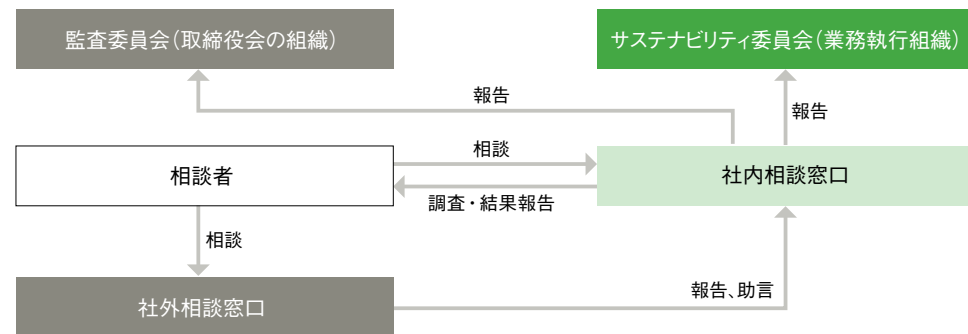 監査委員会(取締役会の組織)
サステナビリティ委員会(業務執行組織)
報告
報告
相談者
相談
社内相談窓口
調査・結果報告
相談
社外相談窓口
報告、助言